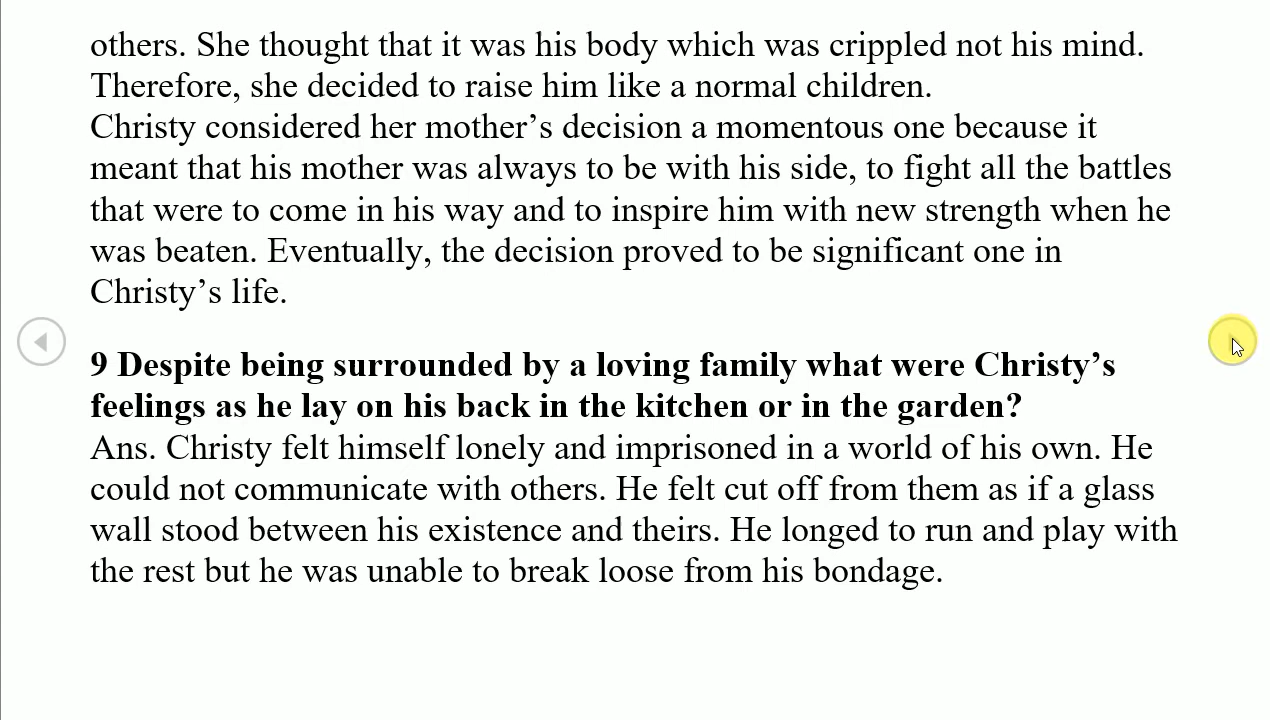 others. She thought that it was his body which was crippled not his mind.
Therefore, she decided to raise him like a normal children.
Christy considered her mother’s decision a momentous one because it
meant that his mother was always to be with his side, to fight all the battles
that were to come in his way and to inspire him with new strength when he
was beaten. Eventually, the decision proved to be significant one in
Christy’s life.
9 Despite being surrounded by a loving family what were Christy’s
feelings as he lay on his back in the kitchen or in the garden?
Ans. Christy felt himself lonely and imprisoned in a world of his own. He
could not communicate with others. He felt cut off from them as if a glass
wall stood between his existence and theirs. He longed to run and play with
the rest but he was unable to break loose from his bondage.